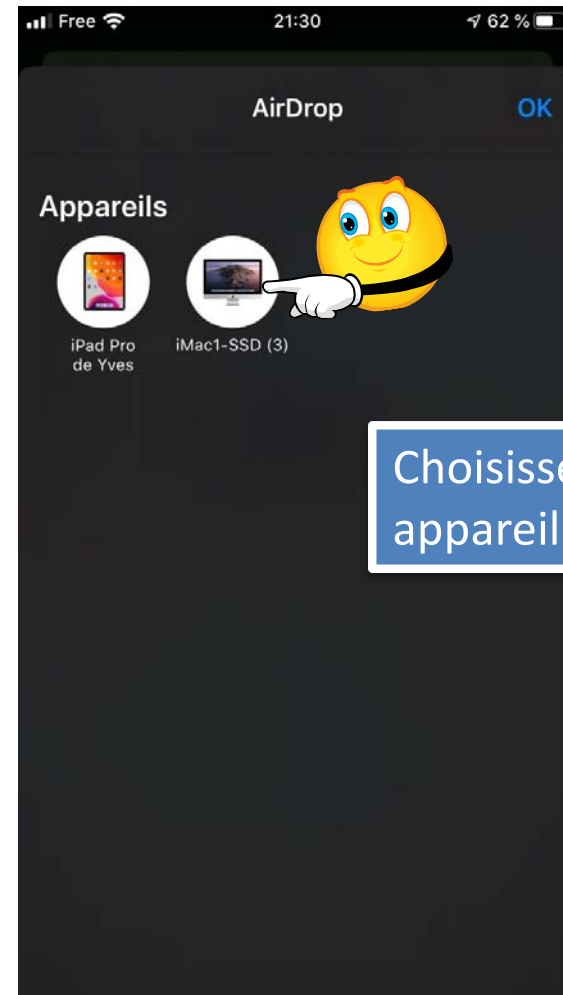 Free 21:30 62 %
AirDrop OK
Appareils
iPad Pro
de Yves
iMac1-SSD (3)
Choisisse
appareil